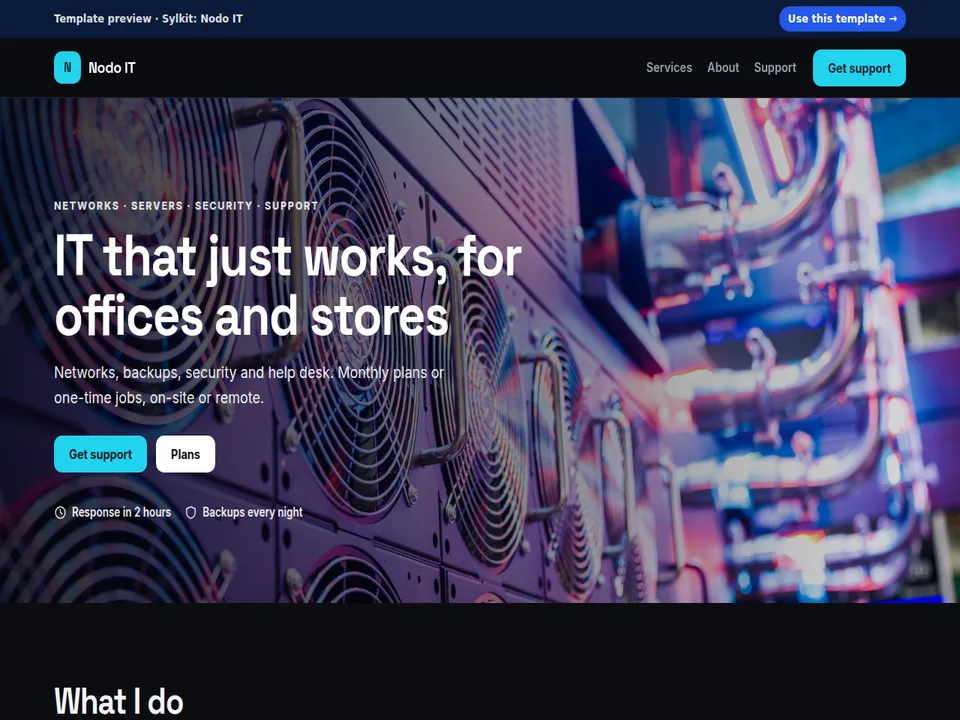 Template preview · Sylkit: Nodo IT
Use this template →
N
Nodo IT
Services
About
Support
Get support
NETWORKS · SERVERS · SECURITY · SUPPORT
IT that just works, for
offices and stores
Networks, backups, security and help desk. Monthly plans or
one-time jobs, on-site or remote.
Get support
Plans
Response in 2 hours
Backups every night
What I do